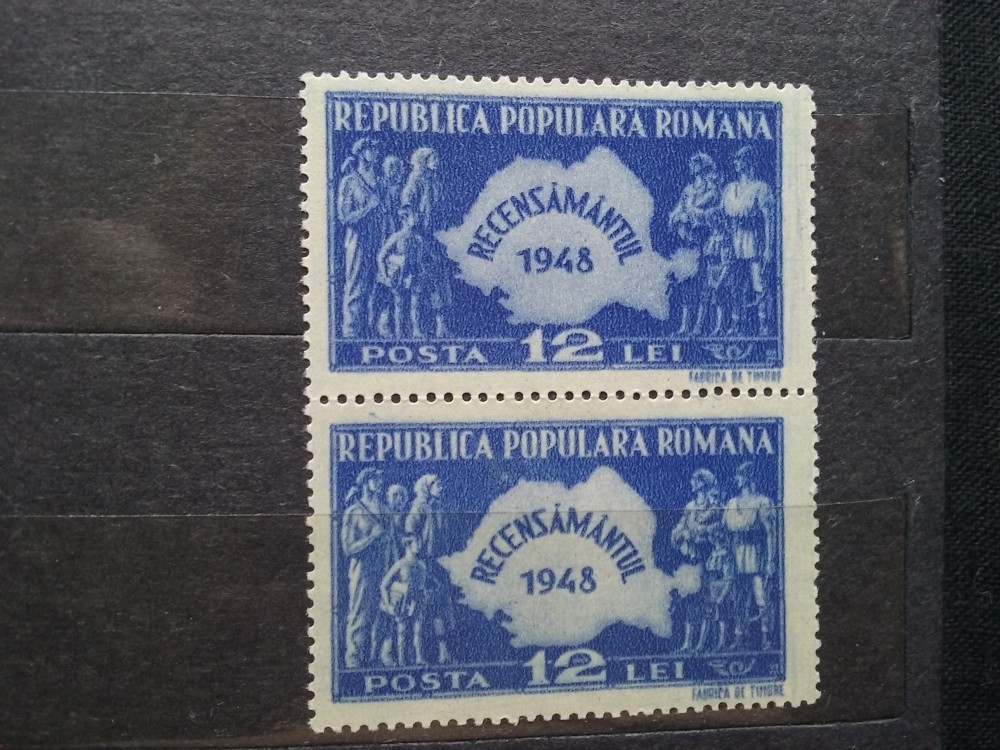 REPUBLICA POPULARA ROMANA
RECENSĂMÂNTUL
1948
POSTA 12 LEI
FABRICA DE TIMBRE
REPUBLICA POPULARA ROMANA
RECENSĂMÂNTUL
1948
POSTA 12 LEI
FABRICA DE TIMBRE